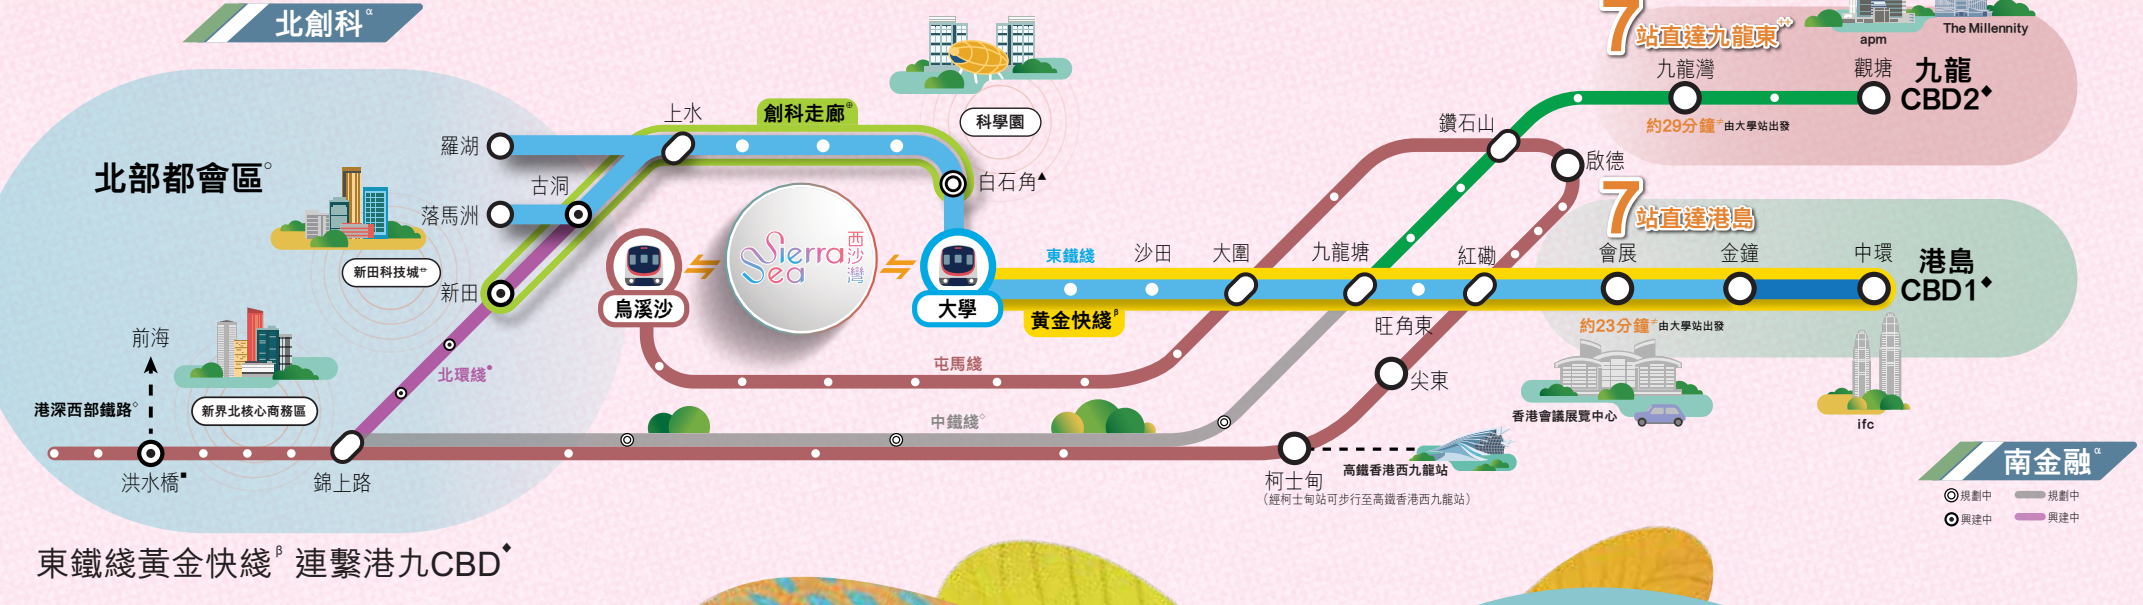 北創科α
7
站直達九龍東++
apm
The Millennity
九龍灣
觀塘
九龍
CBD2◆
約29分鐘≠由大學站出發
科學園
上水
創科走廊⊕
鑽石山
啟德
羅湖
北部都會區○
古洞
白石角▲
落馬洲
7
站直達港島
新田科技城
Sierra
Sea
西沙灣
東鐵綫
沙田
大圍
九龍塘
紅磡
會展
金鐘
中環
港島
CBD1◆
新田
烏溪沙
大學
黃金快綫β
旺角東
約23分鐘≠由大學站出發
前海
北環綫●
屯馬綫
尖東
港深西部鐵路◇
新界北核心商務區
中鐵綫◇
香港會議展覽中心
ifc
洪水橋■
錦上路
柯士甸
高鐵香港西九龍站
（經柯士甸站可步行至高鐵香港西九龍站）
南金融α
規劃中
規劃中
興建中
興建中
東鐵綫黃金快綫β 連繫港九CBD◆